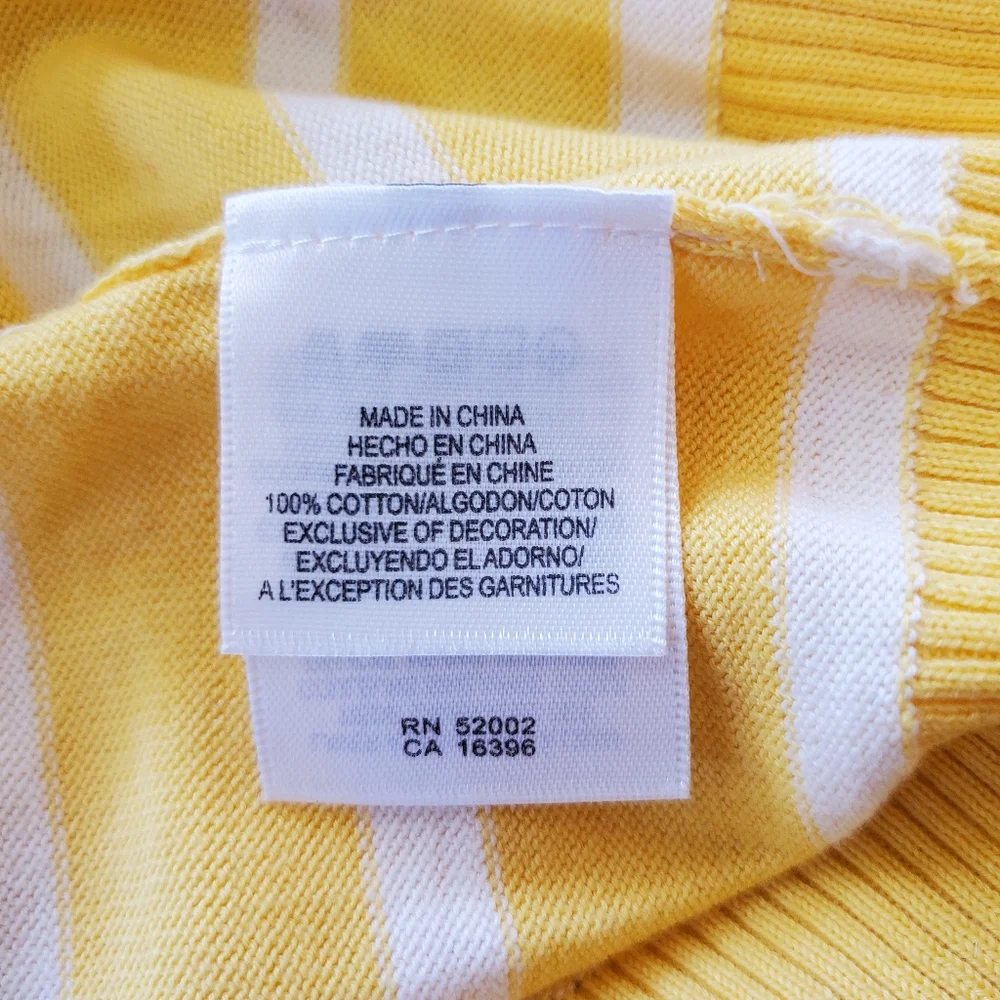 MADE IN CHINA
HECHO EN CHINA
FABRIQUÉ EN CHINE
100% COTTON/ALGODON/COTON
EXCLUSIVE OF DECORATION/
EXCLUYENDO EL ADORNO/
A L'EXCEPTION DES GARNITURES
RN 52002
CA 16396